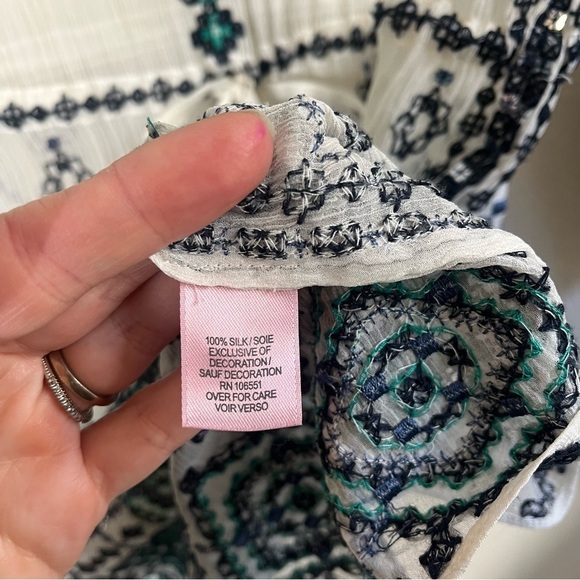 100% SILK/SOIE
EXCLUSIVE OF
DECORATION/
SAUF DECORATION
RN 106551
OVER FOR CARE
VOIR VERSO